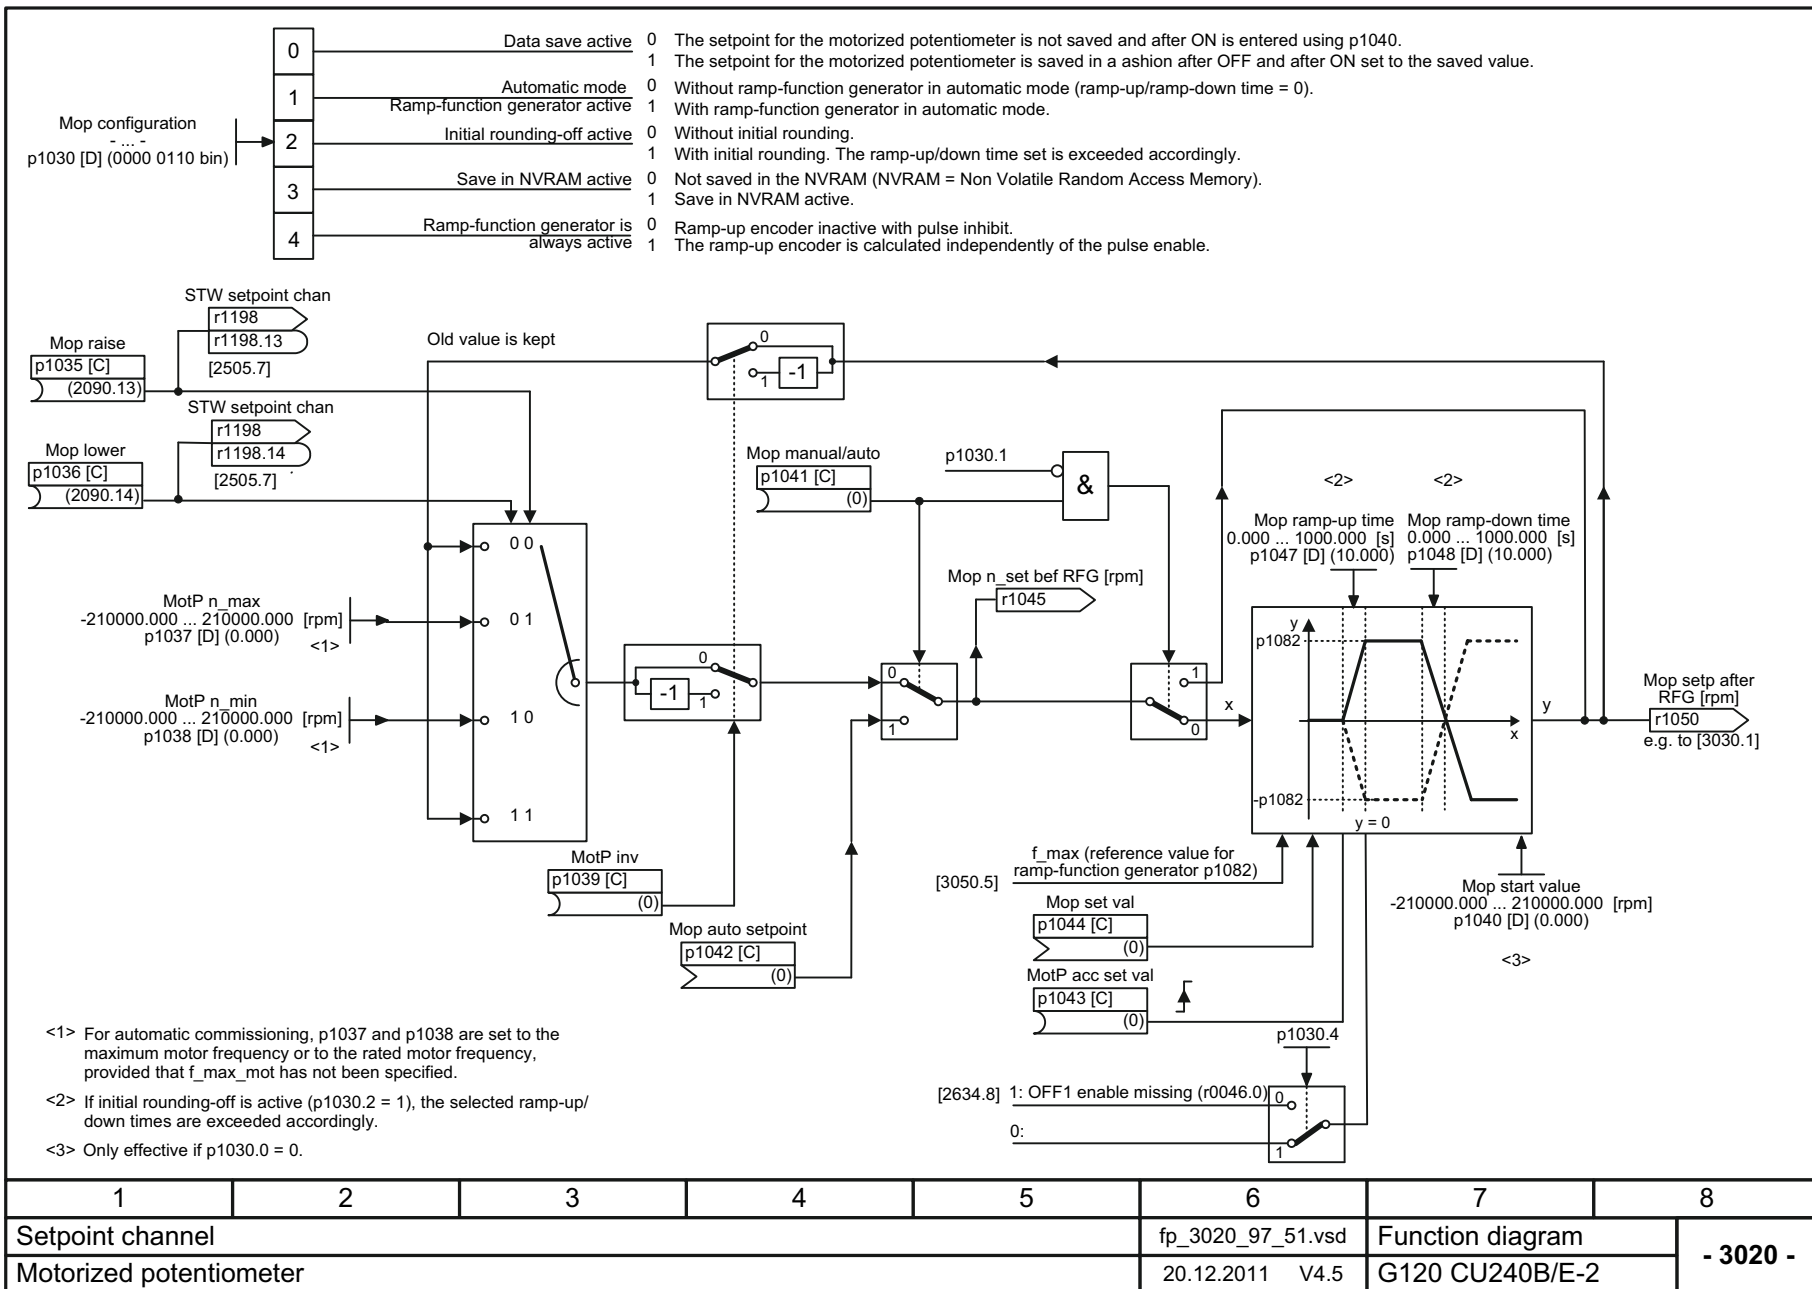 0
Data save active 0 The setpoint for the motorized potentiometer is not saved and after ON is entered using p1040.
1 The setpoint for the motorized potentiometer is saved in a ashion after OFF and after ON set to the saved value.
1
Automatic mode 0 Without ramp-function generator in automatic mode (ramp-up/ramp-down time = 0).
Ramp-function generator active 1 With ramp-function generator in automatic mode.
Mop configuration
- ... -
p1030 [D] (0000 0110 bin)
2
Initial rounding-off active 0 Without initial rounding.
1 With initial rounding. The ramp-up/down time set is exceeded accordingly.
3
Save in NVRAM active 0 Not saved in the NVRAM (NVRAM = Non Volatile Random Access Memory).
1 Save in NVRAM active.
4
Ramp-function generator is 0 Ramp-up encoder inactive with pulse inhibit.
always active 1 The ramp-up encoder is calculated independently of the pulse enable.
STW setpoint chan
r1198
r1198.13
[2505.7]
Mop raise
p1035 [C]
(2090.13)
STW setpoint chan
r1198
r1198.14
[2505.7]
Mop lower
p1036 [C]
(2090.14)
Old value is kept
0
1
-1
Mop manual/auto
p1041 [C]
(0)
p1030.1
&
<2>
<2>
Mop ramp-up time
0.000 ... 1000.000 [s]
p1047 [D] (10.000)
Mop ramp-down time
0.000 ... 1000.000 [s]
p1048 [D] (10.000)
0 0
0 1
1 0
1 1
MotP n_max
-210000.000 ... 210000.000 [rpm]
p1037 [D] (0.000)
<1>
MotP n_min
-210000.000 ... 210000.000 [rpm]
p1038 [D] (0.000)
<1>
-1
0
1
Mop n_set bef RFG [rpm]
r1045
0
1
1
0
x
y
p1082
x
-p1082
y = 0
y
Mop setp after
RFG [rpm]
r1050
e.g. to [3030.1]
MotP inv
p1039 [C]
(0)
Mop auto setpoint
p1042 [C]
(0)
[3050.5]
f_max (reference value for
ramp-function generator p1082)
Mop set val
p1044 [C]
(0)
MotP acc set val
p1043 [C]
(0)
Mop start value
-210000.000 ... 210000.000 [rpm]
p1040 [D] (0.000)
<3>
p1030.4
[2634.8] 1: OFF1 enable missing (r0046.0)
0
0:
1
<1> For automatic commissioning, p1037 and p1038 are set to the
maximum motor frequency or to the rated motor frequency,
provided that f_max_mot has not been specified.
<2> If initial rounding-off is active (p1030.2 = 1), the selected ramp-up/
down times are exceeded accordingly.
<3> Only effective if p1030.0 = 0.
1 2 3 4 5 6 7 8
Setpoint channel
fp_3020_97_51.vsd
Function diagram
- 3020 -
Motorized potentiometer
20.12.2011 V4.5
G120 CU240B/E-2